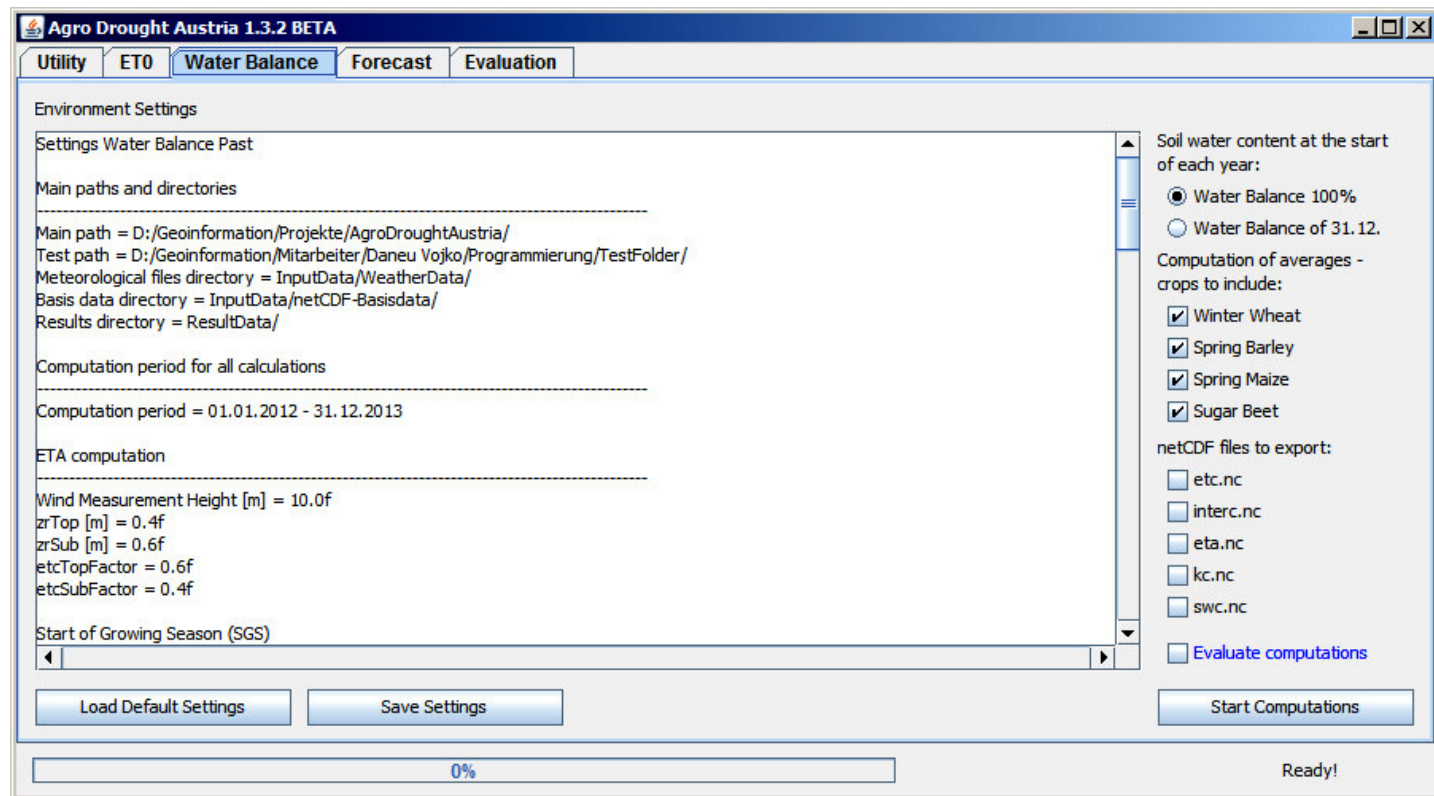 Agro Drought Austria 1.3.2 BETA
Utility ET0 Water Balance Forecast Evaluation
Environment Settings
Settings Water Balance Past
Main paths and directories
--------------------------------------------------------------------------------
Main path = D:/Geoinformation/Projekte/AgroDroughtAustria/
Test path = D:/Geoinformation/Mitarbeiter/Daneu Vojko/Programmierung/TestFolder/
Meteorological files directory = InputData/WeatherData/
Basis data directory = InputData/netCDF-Basisdata/
Results directory = ResultData/
Computation period for all calculations
--------------------------------------------------------------------------------
Computation period = 01.01.2012 - 31.12.2013
ETA computation
--------------------------------------------------------------------------------
Wind Measurement Height [m] = 10.0f
zrTop [m] = 0.4f
zrSub [m] = 0.6f
etcTopFactor = 0.6f
etcSubFactor = 0.4f
Start of Growing Season (SGS)
Soil water content at the start
of each year:
Water Balance 100%
Water Balance of 31.12.
Computation of averages -
crops to include:
Winter Wheat
Spring Barley
Spring Maize
Sugar Beet
netCDF files to export:
etc.nc
interc.nc
eta.nc
kc.nc
swc.nc
Evaluate computations
Load Default Settings Save Settings Start Computations
0% Ready!